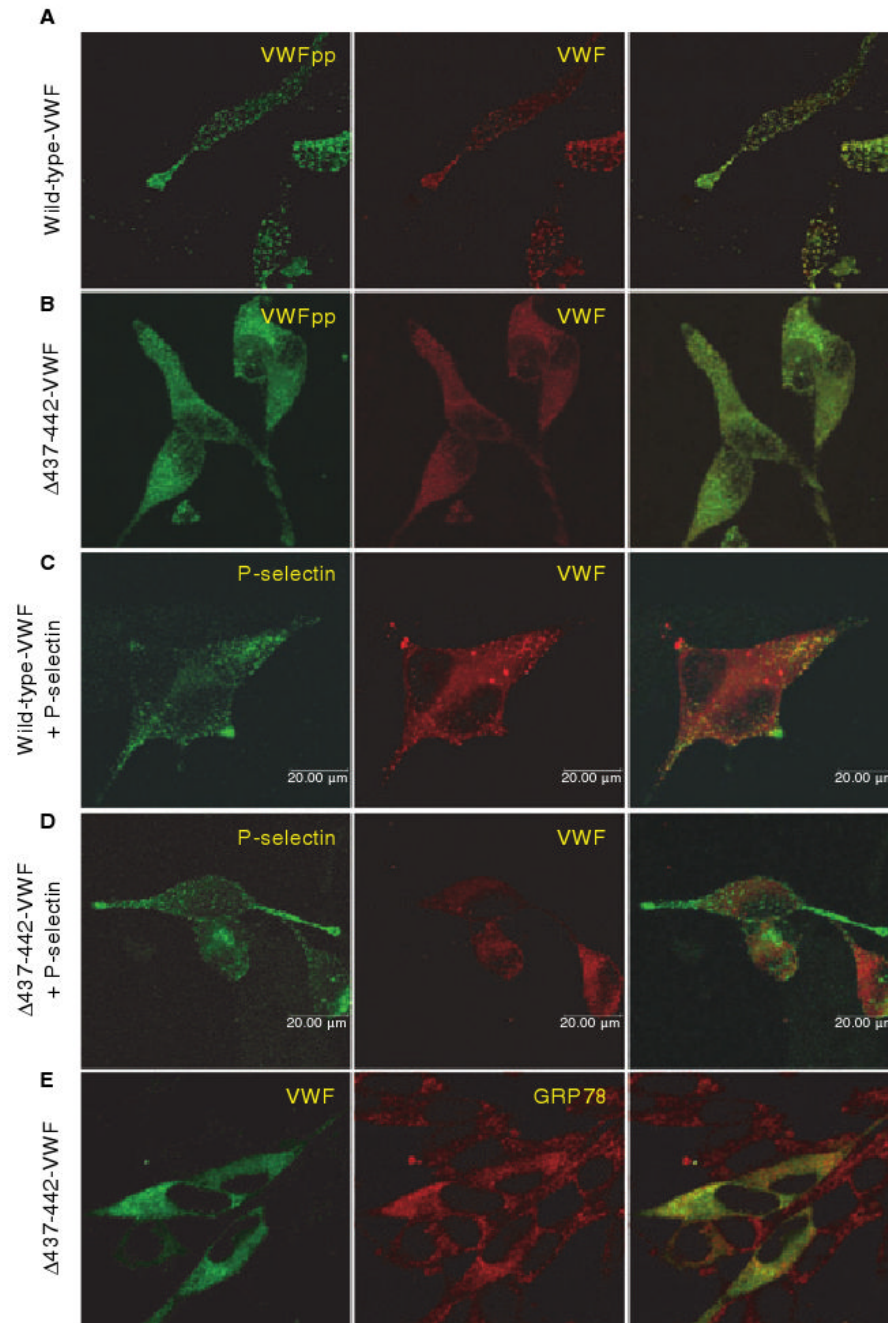 A
Wild-type-VWF
VWFpp
VWF
B
Δ437-442-VWF
VWFpp
VWF
C
Wild-type-VWF
+ P-selectin
P-selectin
VWF
20.00 μm
20.00 μm
20.00 μm
D
Δ437-442-VWF
+ P-selectin
P-selectin
VWF
20.00 μm
20.00 μm
20.00 μm
E
Δ437-442-VWF
VWF
GRP78